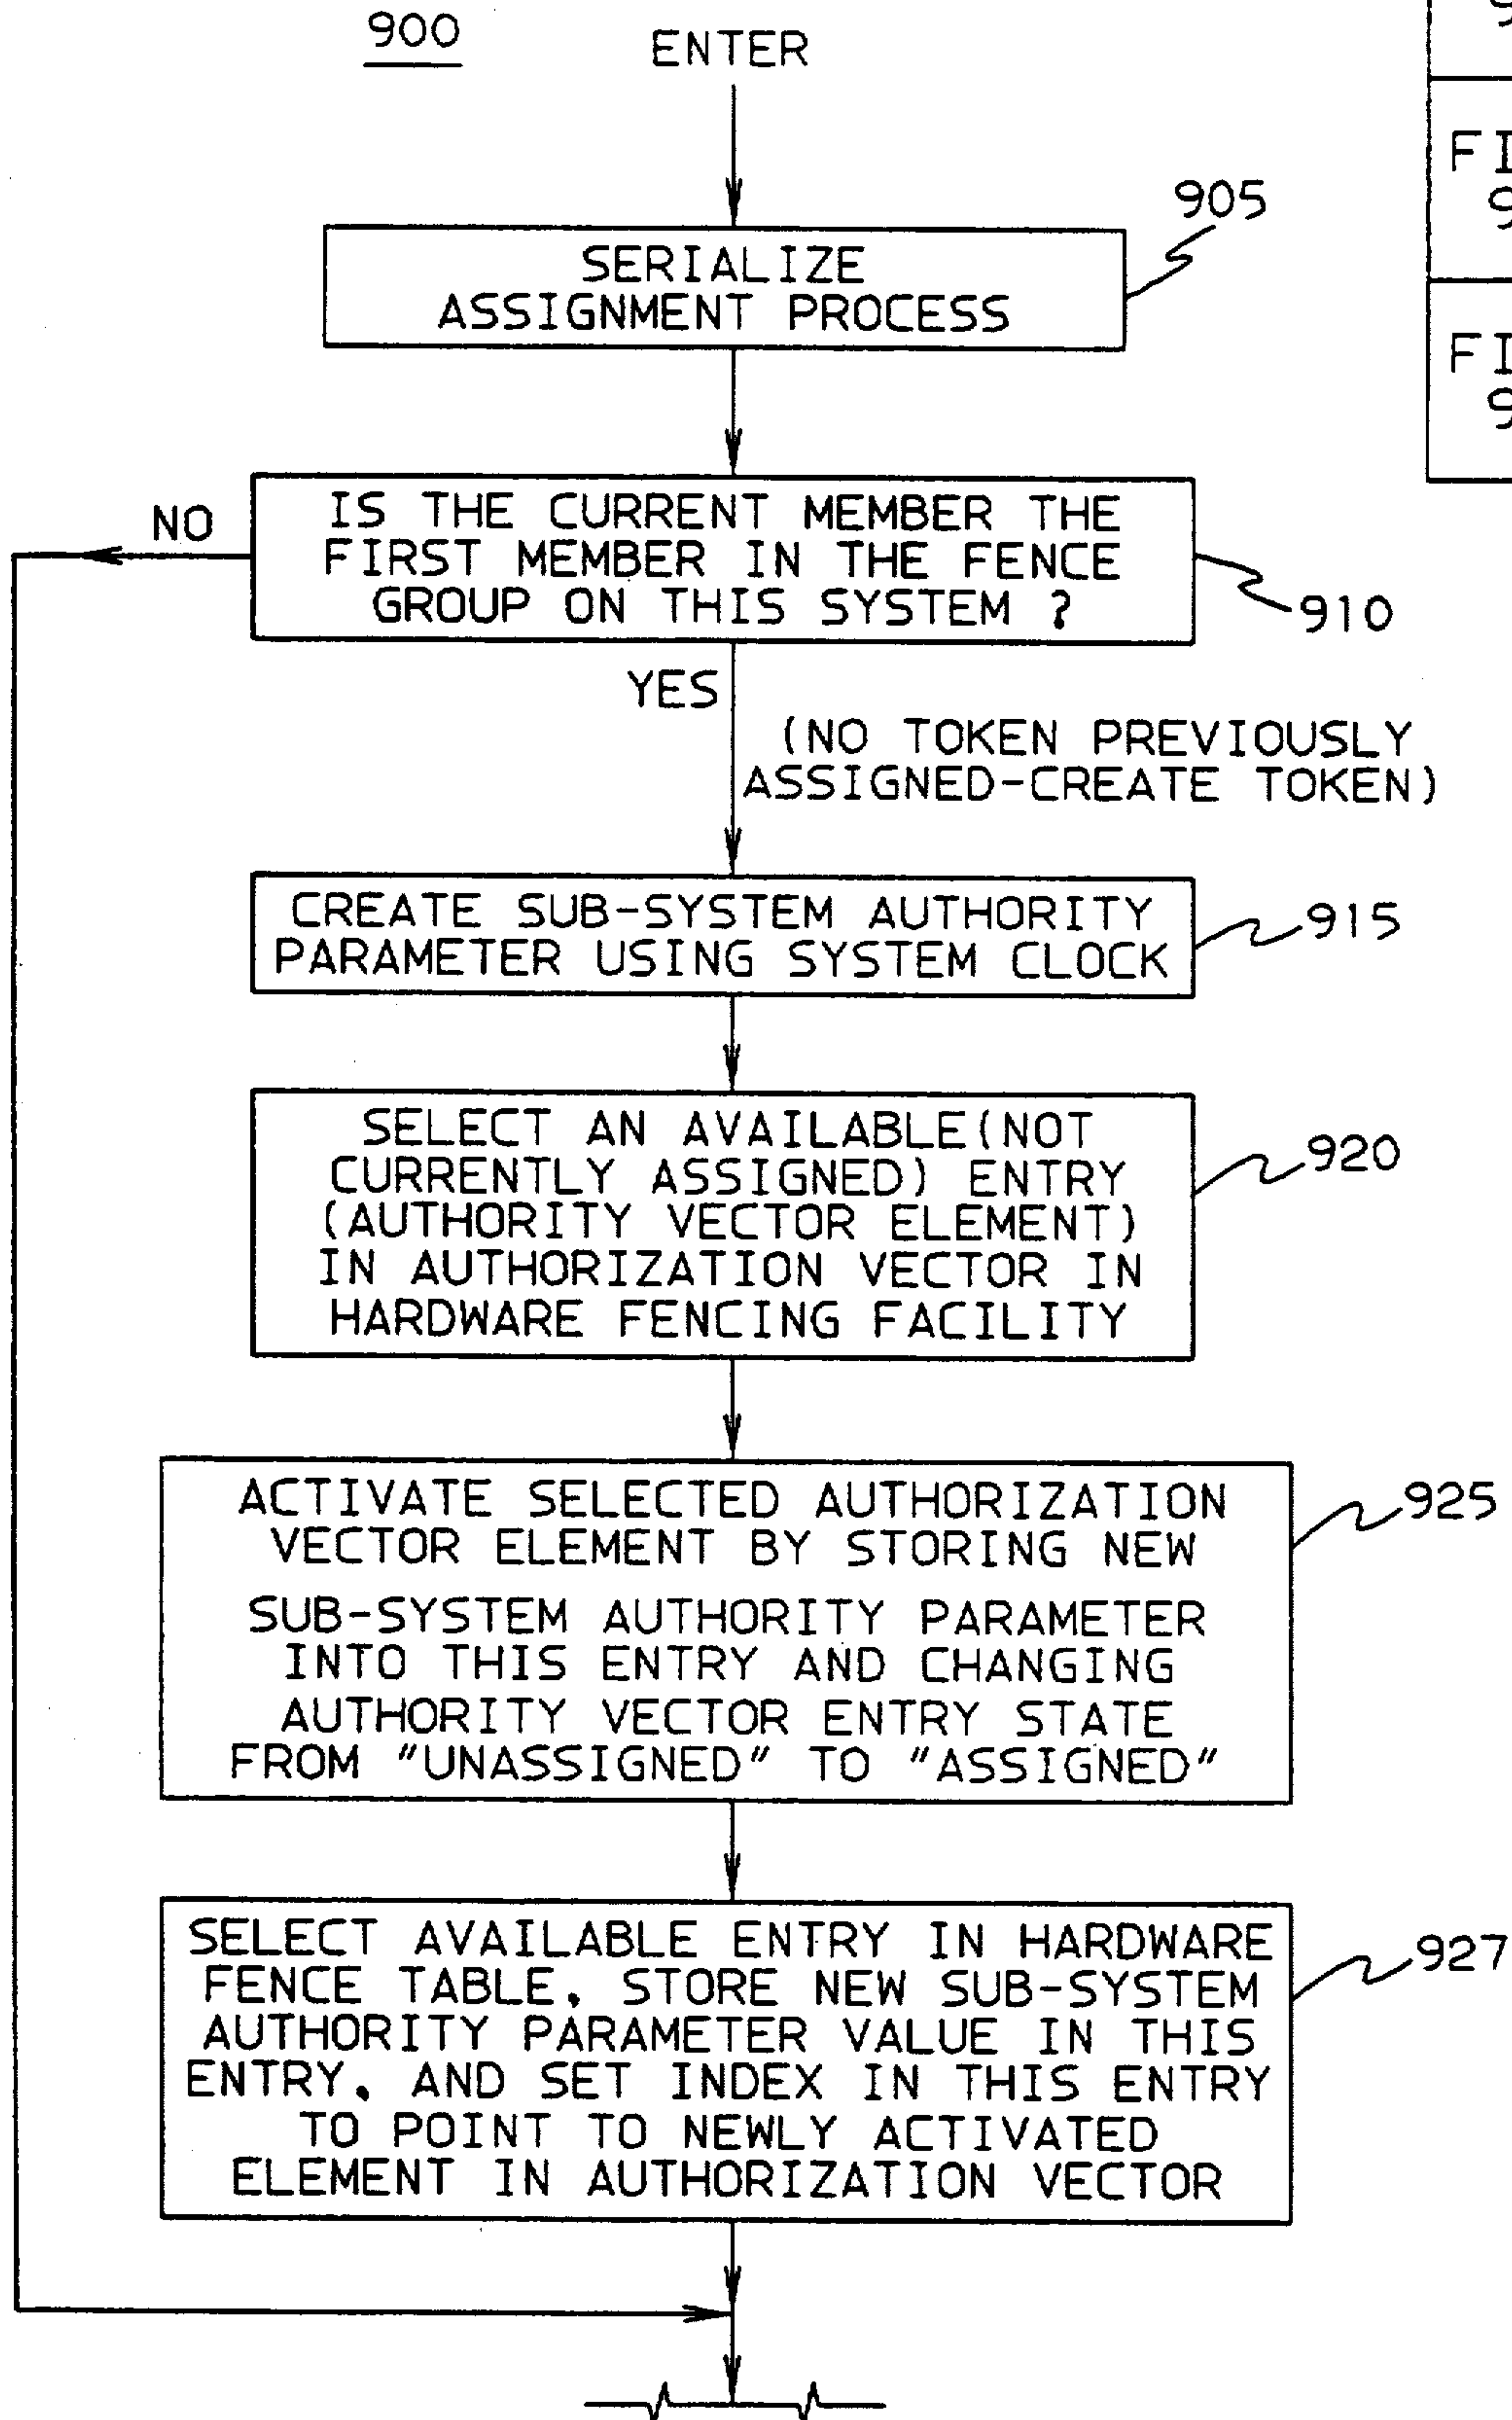 900
ENTER
905
SERIALIZE
ASSIGNMENT PROCESS
NO
IS THE CURRENT MEMBER THE
FIRST MEMBER IN THE FENCE
GROUP ON THIS SYSTEM ?
910
YES
(NO TOKEN PREVIOUSLY
ASSIGNED-CREATE TOKEN)
CREATE SUB-SYSTEM AUTHORITY
PARAMETER USING SYSTEM CLOCK
915
SELECT AN AVAILABLE(NOT
CURRENTLY ASSIGNED) ENTRY
(AUTHORITY VECTOR ELEMENT)
IN AUTHORIZATION VECTOR IN
HARDWARE FENCING FACILITY
920
ACTIVATE SELECTED AUTHORIZATION
VECTOR ELEMENT BY STORING NEW
SUB-SYSTEM AUTHORITY PARAMETER
INTO THIS ENTRY AND CHANGING
AUTHORITY VECTOR ENTRY STATE
FROM "UNASSIGNED" TO "ASSIGNED"
925
SELECT AVAILABLE ENTRY IN HARDWARE
FENCE TABLE, STORE NEW SUB-SYSTEM
AUTHORITY PARAMETER VALUE IN THIS
ENTRY, AND SET INDEX IN THIS ENTRY
TO POINT TO NEWLY ACTIVATED
ELEMENT IN AUTHORIZATION VECTOR
927